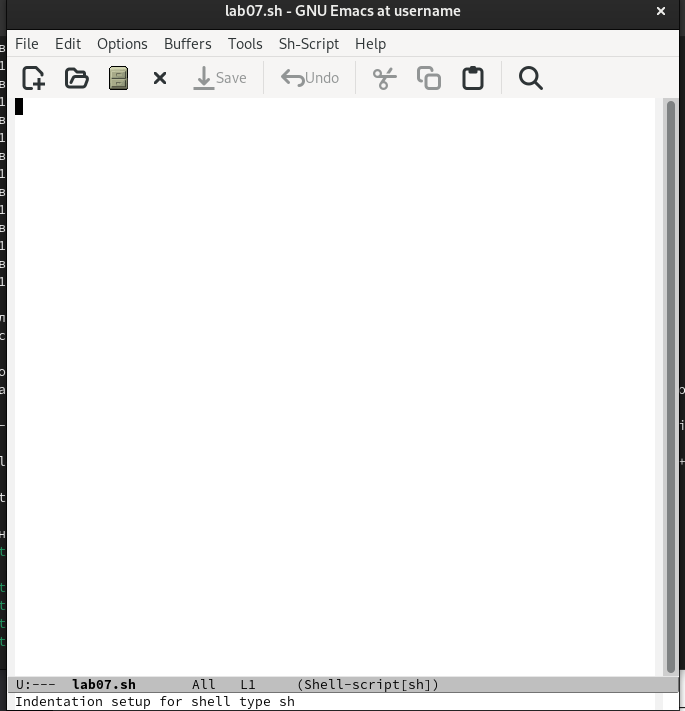 lab07.sh - GNU Emacs at username
File Edit Options Buffers Tools Sh-Script Help
Save Undo
U:--- lab07.sh All L1 (Shell-script[sh])
Indentation setup for shell type sh